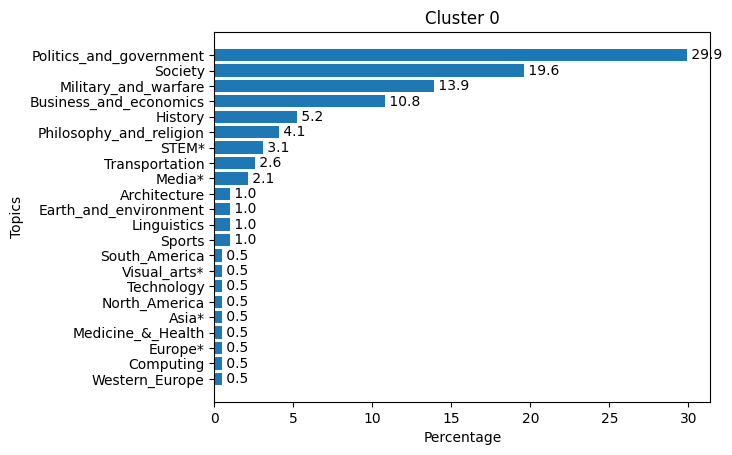 Cluster 0
Politics_and_government 29.9
Society 19.6
Military_and_warfare 13.9
Business_and_economics 10.8
History 5.2
Philosophy_and_religion 4.1
STEM* 3.1
Transportation 2.6
Media* 2.1
Architecture 1.0
Earth_and_environment 1.0
Linguistics 1.0
Sports 1.0
South_America 0.5
Visual_arts* 0.5
Technology 0.5
North_America 0.5
Asia* 0.5
Medicine_&_Health 0.5
Europe* 0.5
Computing 0.5
Western_Europe 0.5
Topics
0 5 10 15 20 25 30
Percentage